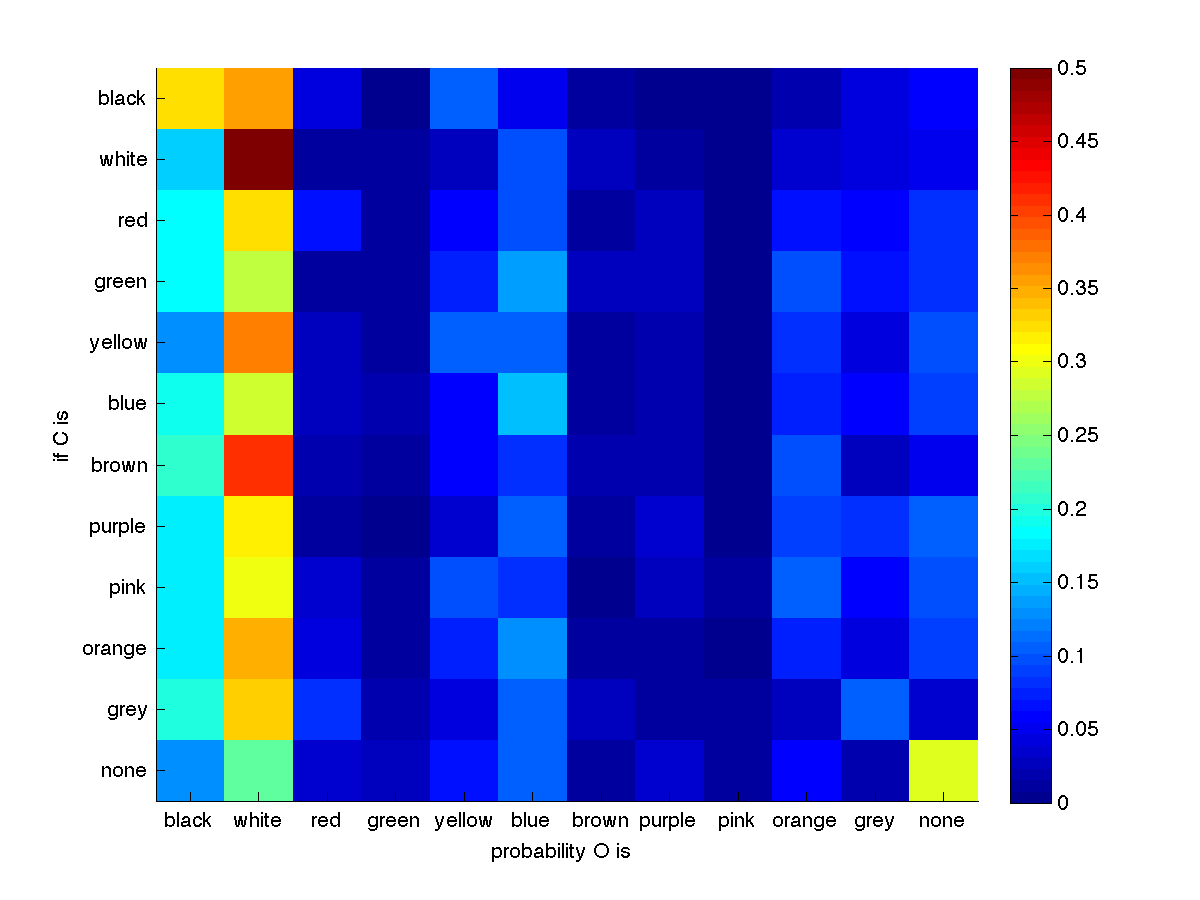 if C is
black
white
red
green
yellow
blue
brown
purple
pink
orange
grey
none
black white red green yellow blue brown purple pink orange grey none
probability O is
0.5
0.45
0.4
0.35
0.3
0.25
0.2
0.15
0.1
0.05
0